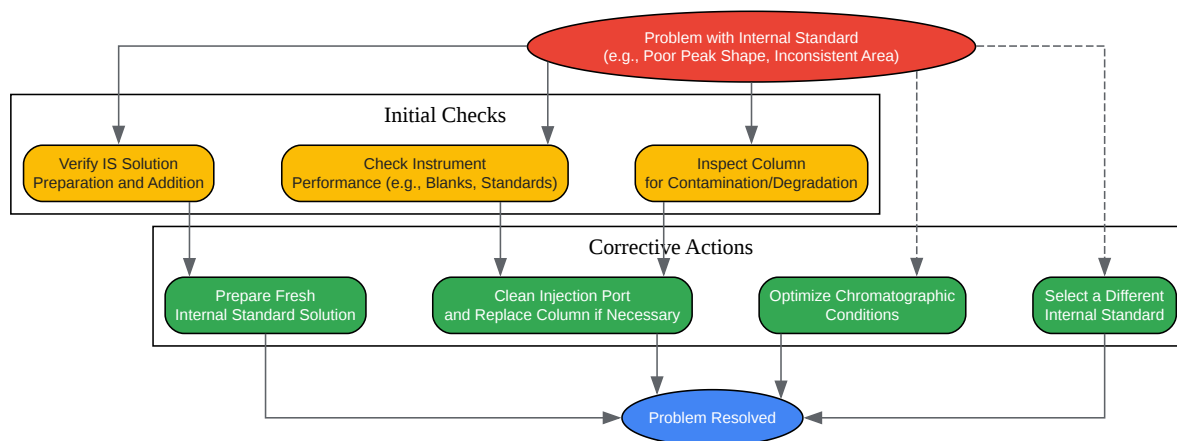 Problem with Internal Standard
(e.g., Poor Peak Shape, Inconsistent Area)
Initial Checks
Verify IS Solution
Preparation and Addition
Check Instrument
Performance (e.g., Blanks, Standards)
Inspect Column
for Contamination/Degradation
Corrective Actions
Prepare Fresh
Internal Standard Solution
Clean Injection Port
and Replace Column if Necessary
Optimize Chromatographic
Conditions
Select a Different
Internal Standard
Problem Resolved